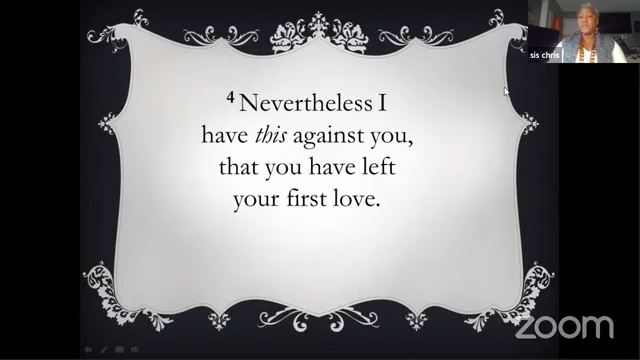 sis chris
4 Nevertheless I
have this against you,
that you have left
your first love.
zoom